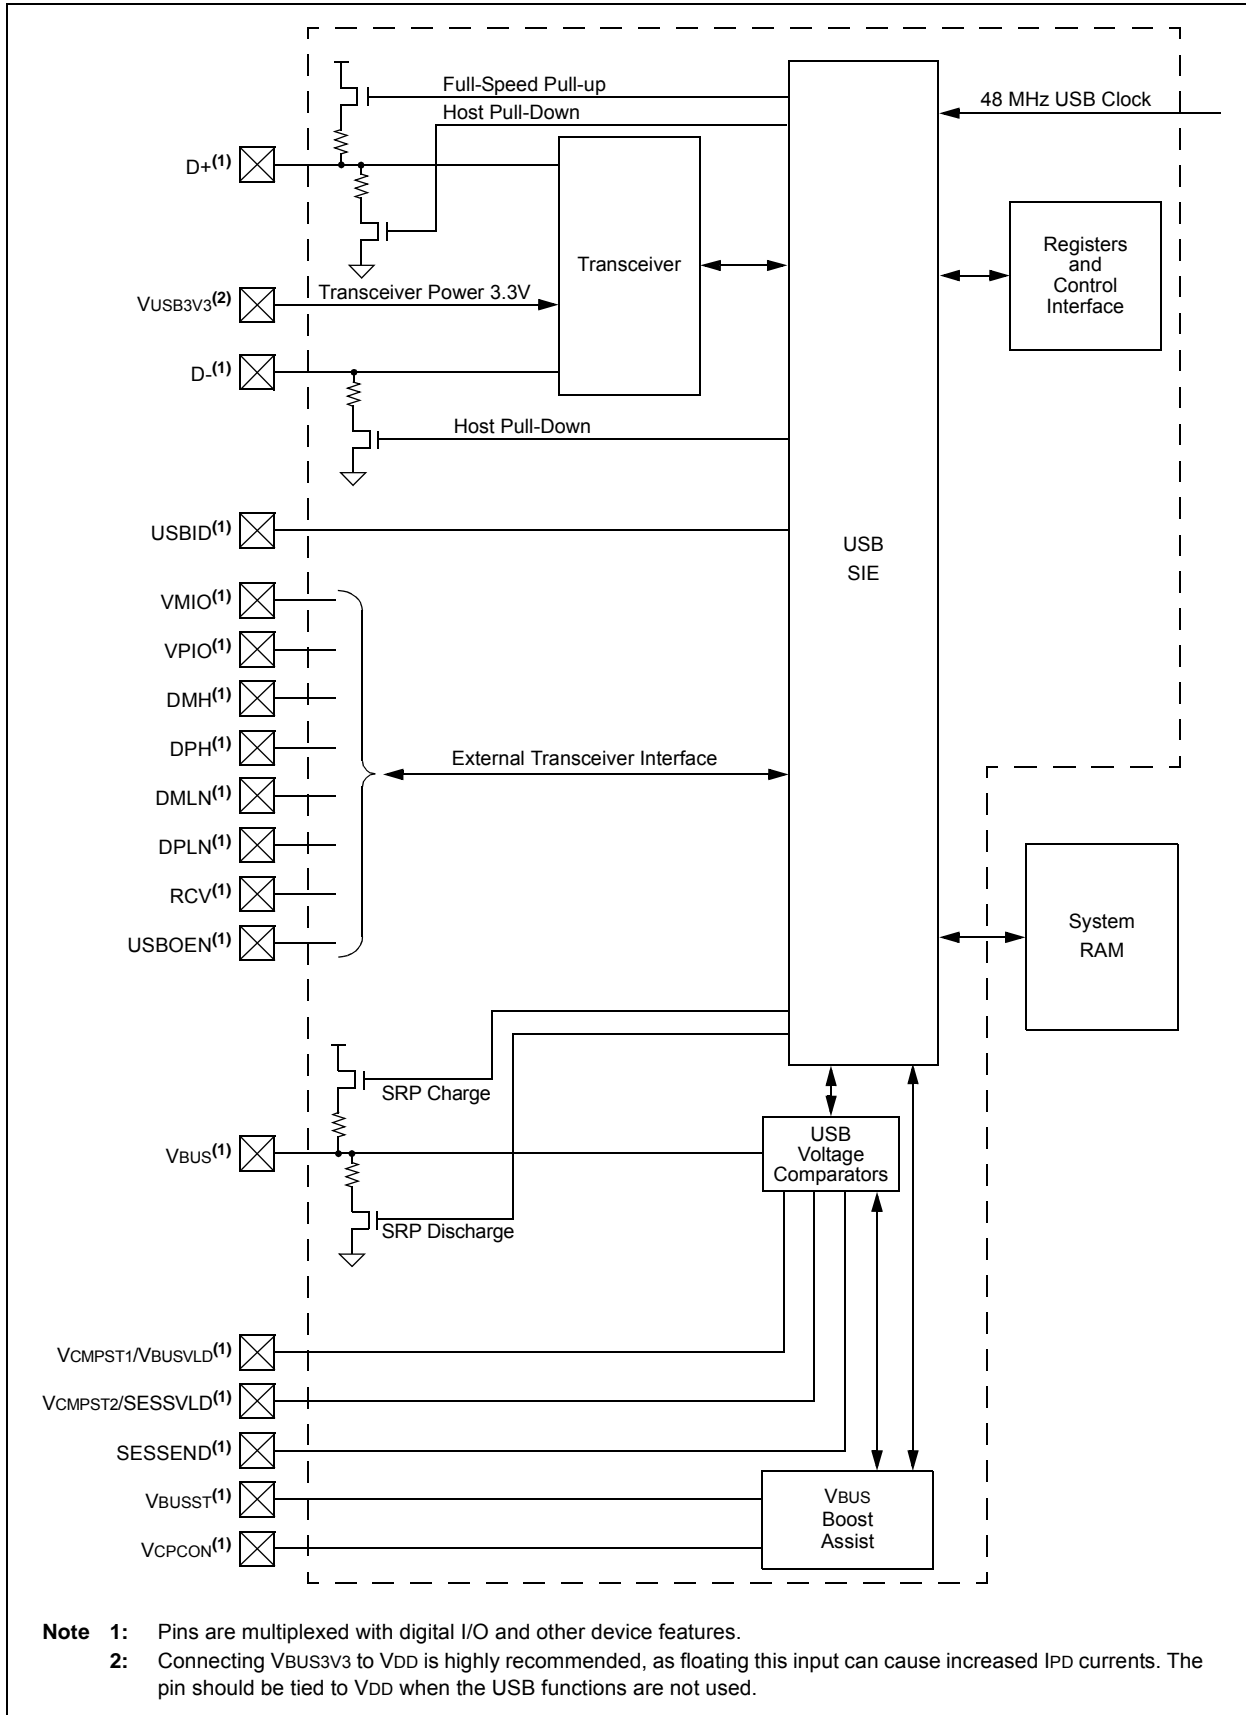 Full-Speed Pull-up
48 MHz USB Clock
Host Pull-Down
D+(1)
Registers
and
Control
Interface
Transceiver
VUSB3V3(2)
Transceiver Power 3.3V
D-(1)
Host Pull-Down
USBID(1)
USB
SIE
VMIO(1)
VPIO(1)
DMH(1)
DPH(1)
External Transceiver Interface
DMLN(1)
DPLN(1)
RCV(1)
System
RAM
USBOEN(1)
SRP Charge
VBUS(1)
USB
Voltage
Comparators
SRP Discharge
VCMPST1/VBUSVLD(1)
VCMPST2/SESSVLD(1)
SESSEND(1)
VBUSST(1)
VBUS
Boost
Assist
VCPCON(1)
Note 1: Pins are multiplexed with digital I/O and other device features.
2: Connecting VBUS3V3 to VDD is highly recommended, as floating this input can cause increased IPD currents. The
pin should be tied to VDD when the USB functions are not used.